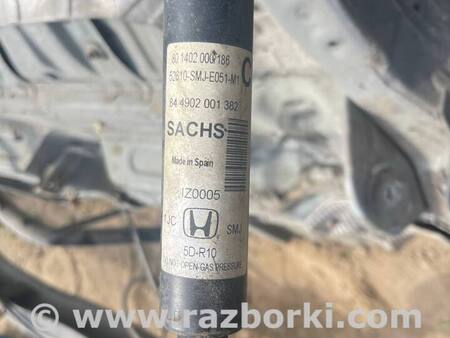 80 1402 000 186
52610-SMJ-E051-M1
C
84 4902 001 382
SACHS
Made in Spain
IZ0005
JC SMJ
5D-R10
NOT OPEN GAS PRESSURE
www.razborki.com